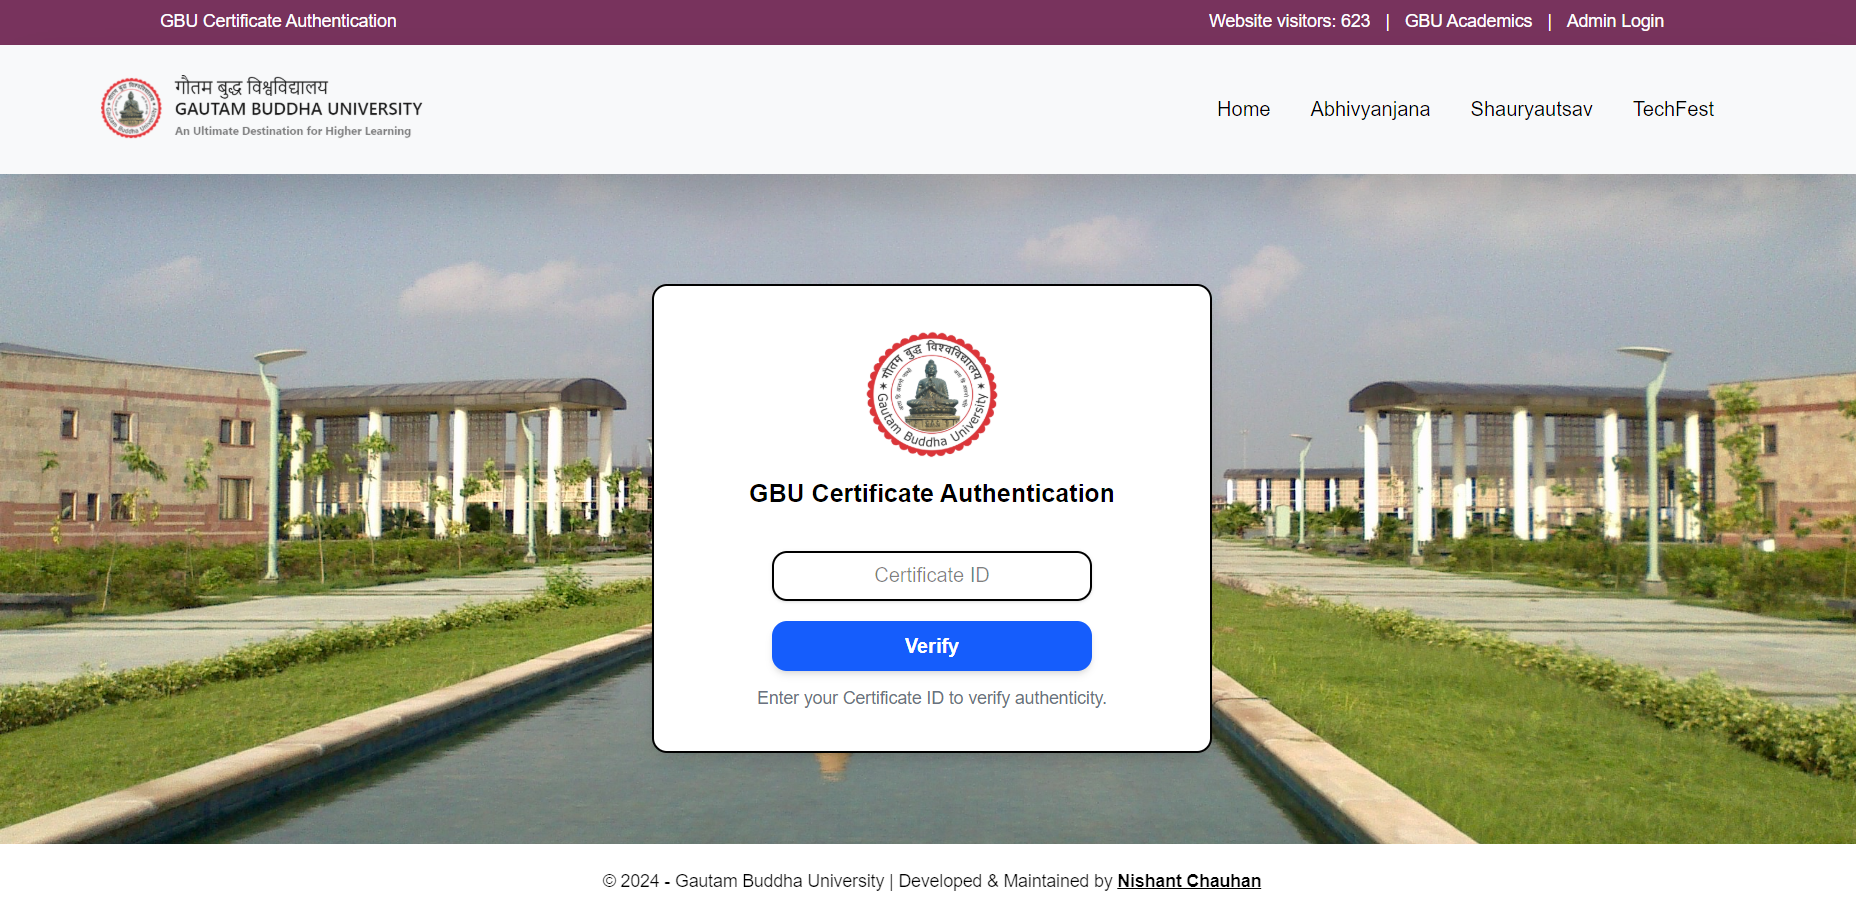 GBU Certificate Authentication
Website visitors: 623 | GBU Academics | Admin Login
गौतम बुद्ध विश्वविद्यालय
GAUTAM BUDDHA UNIVERSITY
An Ultimate Destination for Higher Learning
Home Abhivyanjana Shauryautsav TechFest
गौतम बुद्ध विश्वविद्यालय
Gautam Buddha University
GBU Certificate Authentication
Certificate ID
Verify
Enter your Certificate ID to verify authenticity.
© 2024 - Gautam Buddha University | Developed & Maintained by Nishant Chauhan